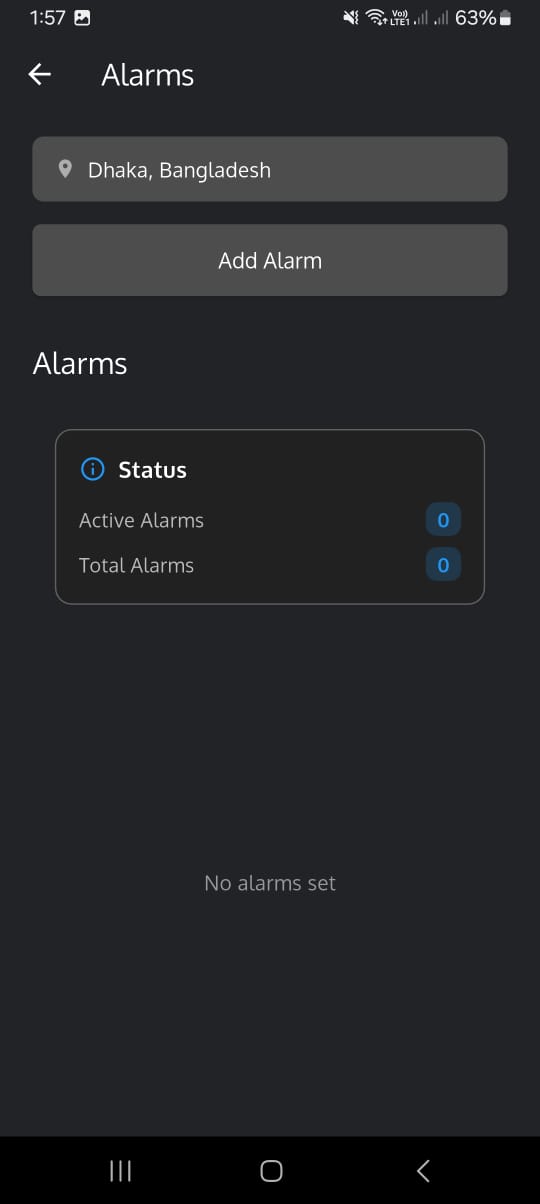 1:57 Vo)) LTE1 63%
Alarms
Dhaka, Bangladesh
Add Alarm
Alarms
Status
Active Alarms 0
Total Alarms 0
No alarms set